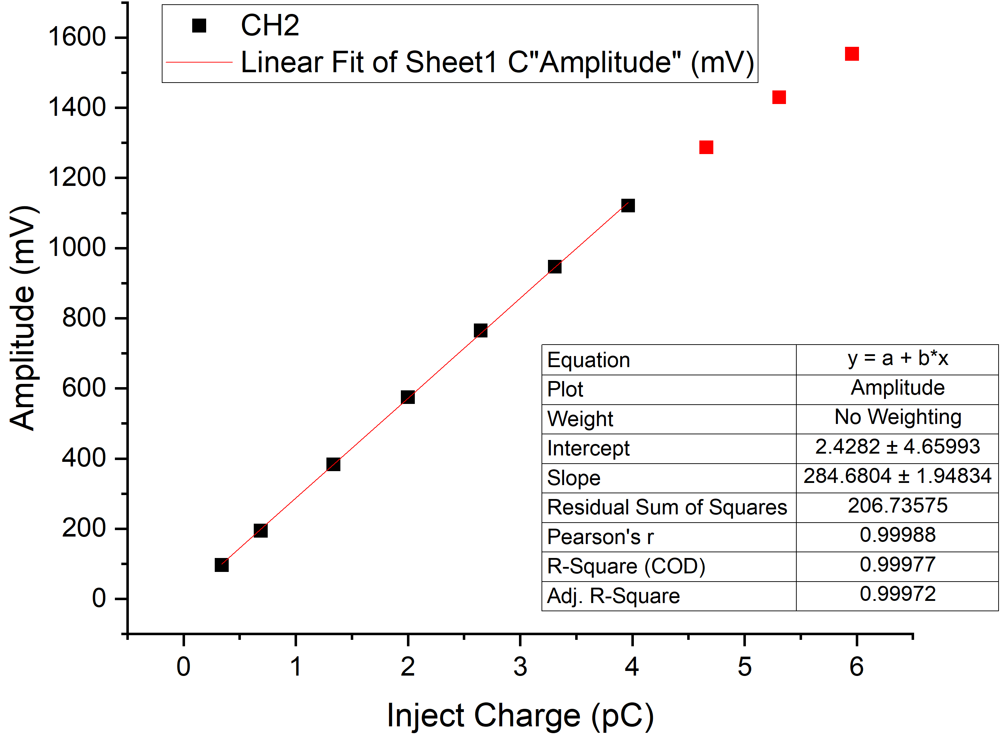 CH2
Linear Fit of Sheet1 C"Amplitude" (mV)
1600
1400
1200
1000
800
600
400
200
0
Amplitude (mV)
Equation y = a + b*x
Plot Amplitude
Weight No Weighting
Intercept 2.4282 ± 4.65993
Slope 284.6804 ± 1.94834
Residual Sum of Squares 206.73575
Pearson's r 0.99988
R-Square (COD) 0.99977
Adj. R-Square 0.99972
0 1 2 3 4 5 6
Inject Charge (pC)